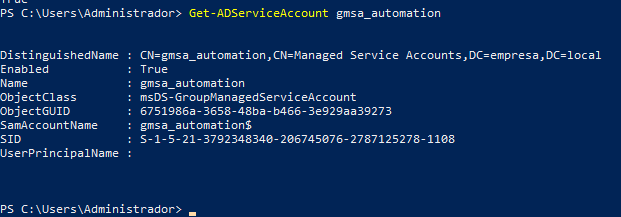 True
PS C:\Users\Administrador> Get-ADServiceAccount gmsa_automation
DistinguishedName : CN=gmsa_automation,CN=Managed Service Accounts,DC=empresa,DC=local
Enabled           : True
Name              : gmsa_automation
ObjectClass       : msDS-GroupManagedServiceAccount
ObjectGUID        : 6751986a-3658-48ba-b466-3e929aa39273
SamAccountName    : gmsa_automation$
SID               : S-1-5-21-3792348340-206745076-2787125278-1108
UserPrincipalName :
PS C:\Users\Administrador>